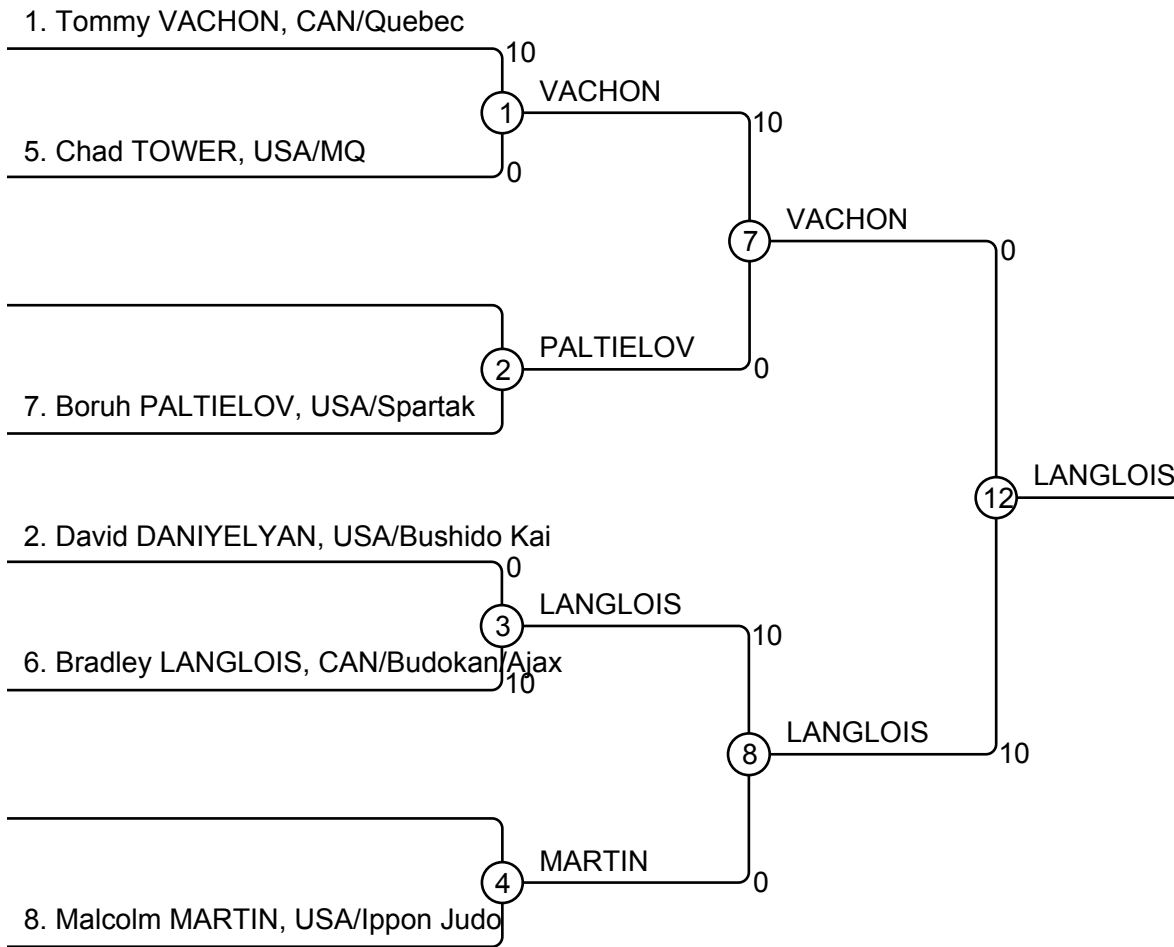 1. Tommy VACHON, CAN/Quebec
10
1
VACHON
10
5. Chad TOWER, USA/MQ
0
7
VACHON
0
2
PALTIELOV
0
7. Boruh PALTIELOV, USA/Spartak
12
LANGLOIS
2. David DANIYELYAN, USA/Bushido Kai
0
3
LANGLOIS
10
6. Bradley LANGLOIS, CAN/Budokan/Ajax
10
8
LANGLOIS
10
4
MARTIN
0
8. Malcolm MARTIN, USA/Ippon Judo